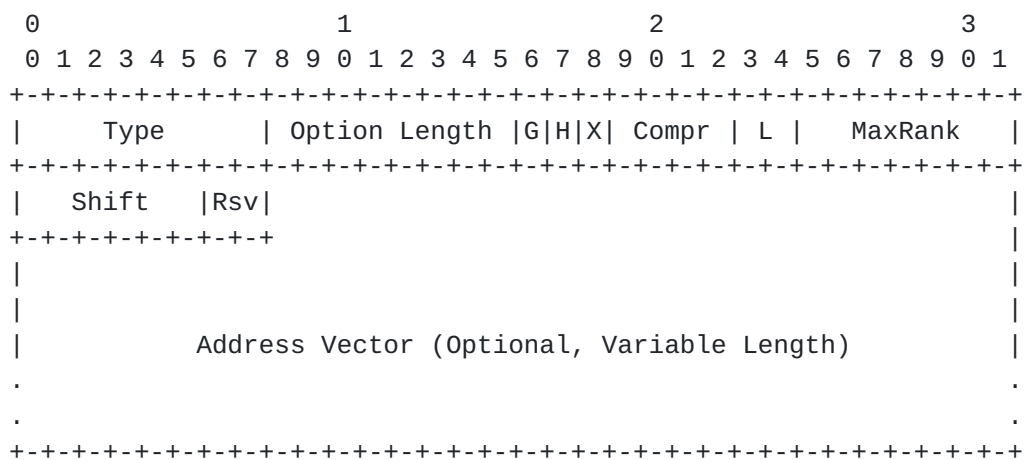 0                   1                   2                   3
 0 1 2 3 4 5 6 7 8 9 0 1 2 3 4 5 6 7 8 9 0 1 2 3 4 5 6 7 8 9 0 1
+-+-+-+-+-+-+-+-+-+-+-+-+-+-+-+-+-+-+-+-+-+-+-+-+-+-+-+-+-+-+-+-+
|     Type      | Option Length |G|H|X| Compr | L |   MaxRank   |
+-+-+-+-+-+-+-+-+-+-+-+-+-+-+-+-+-+-+-+-+-+-+-+-+-+-+-+-+-+-+-+-+
|   Shift   |Rsv|                                               |
+-+-+-+-+-+-+-+-+                                               |
|                                                               |
|                                                               |
|           Address Vector (Optional, Variable Length)          |
.                                                               .
.                                                               .
+-+-+-+-+-+-+-+-+-+-+-+-+-+-+-+-+-+-+-+-+-+-+-+-+-+-+-+-+-+-+-+-+